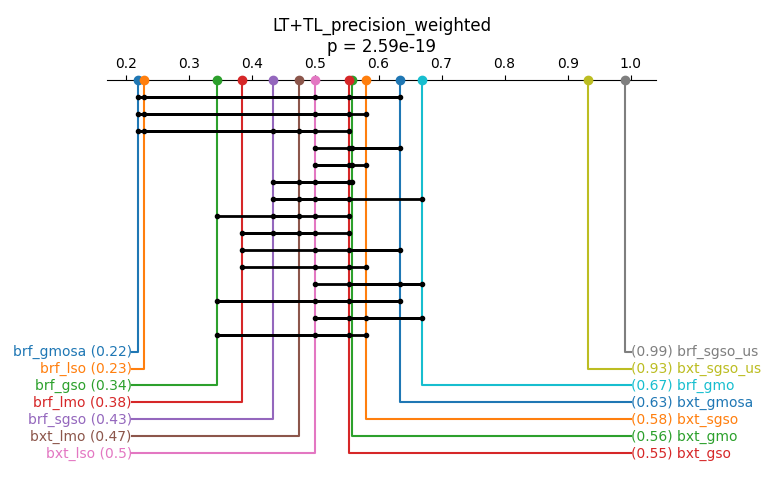 LT+TL_precision_weighted
p = 2.59e-19
0.2 0.3 0.4 0.5 0.6 0.7 0.8 0.9 1.0
brf_gmosa (0.22) (0.99) brf_sgso_us
brf_lso (0.23) (0.93) bxt_sgso_us
brf_gso (0.34) (0.67) brf_gmo
brf_lmo (0.38) (0.63) bxt_gmosa
brf_sgso (0.43) (0.58) bxt_sgso
bxt_lmo (0.47) (0.56) bxt_gmo
bxt_lso (0.5) (0.55) bxt_gso